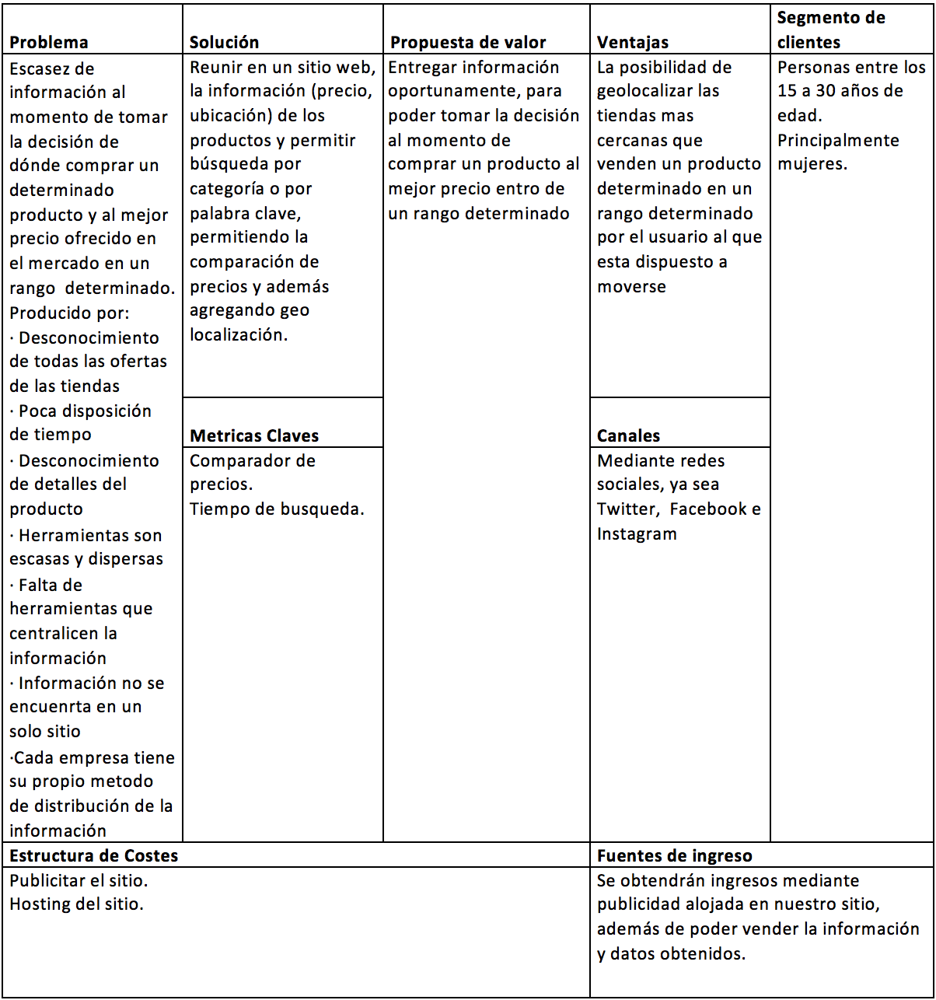 Problema
Escasez de
información al
momento de tomar
la decisión de
dónde comprar un
determinado
producto y al mejor
precio ofrecido en
el mercado en un
rango  determinado.
Producido por:
· Desconocimiento
de todas las ofertas
de las tiendas
· Poca disposición
de tiempo
· Desconocimiento
de detalles del
producto
· Herramientas son
escasas y dispersas
· Falta de
herramientas que
centralicen la
información
· Información no se
encuenrta en un
solo sitio
·Cada empresa tiene
su propio metodo
de distribución de la
información
Solución
Reunir en un sitio web,
la información (precio,
ubicación) de los
productos y permitir
búsqueda por
categoría o por
palabra clave,
permitiendo la
comparación de
precios y además
agregando geo
localización.
Metricas Claves
Comparador de
precios.
Tiempo de busqueda.
Propuesta de valor
Entregar información
oportunamente, para
poder tomar la decisión
al momento de
comprar un producto al
mejor precio entro de
un rango determinado
Ventajas
La posibilidad de
geolocalizar las
tiendas mas
cercanas que
venden un producto
determinado en un
rango determinado
por el usuario al que
esta dispuesto a
moverse
Canales
Mediante redes
sociales, ya sea
Twitter,  Facebook e
Instagram
Segmento de
clientes
Personas entre los
15 a 30 años de
edad.
Principalmente
mujeres.
Estructura de Costes
Publicitar el sitio.
Hosting del sitio.
Fuentes de ingreso
Se obtendrán ingresos mediante
publicidad alojada en nuestro sitio,
además de poder vender la información
y datos obtenidos.